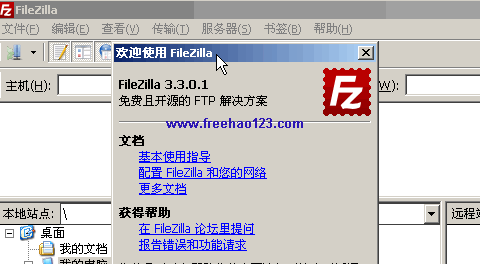 FileZilla
文件(F) 编辑(E) 查看(V) 传输(T) 服务器(S) 书签(B) 帮助(H)
欢迎使用 FileZilla
主机(H): (W):
FileZilla 3.3.0.1
免费且开源的 FTP 解决方案
www.freehao123.com
文档
基本使用指导
配置 FileZilla 和您的网络
更多文档
本地站点: \ 远程站
获得帮助
桌面
在 FileZilla 论坛里提问
我的文档
报告错误和功能请求
我的电脑